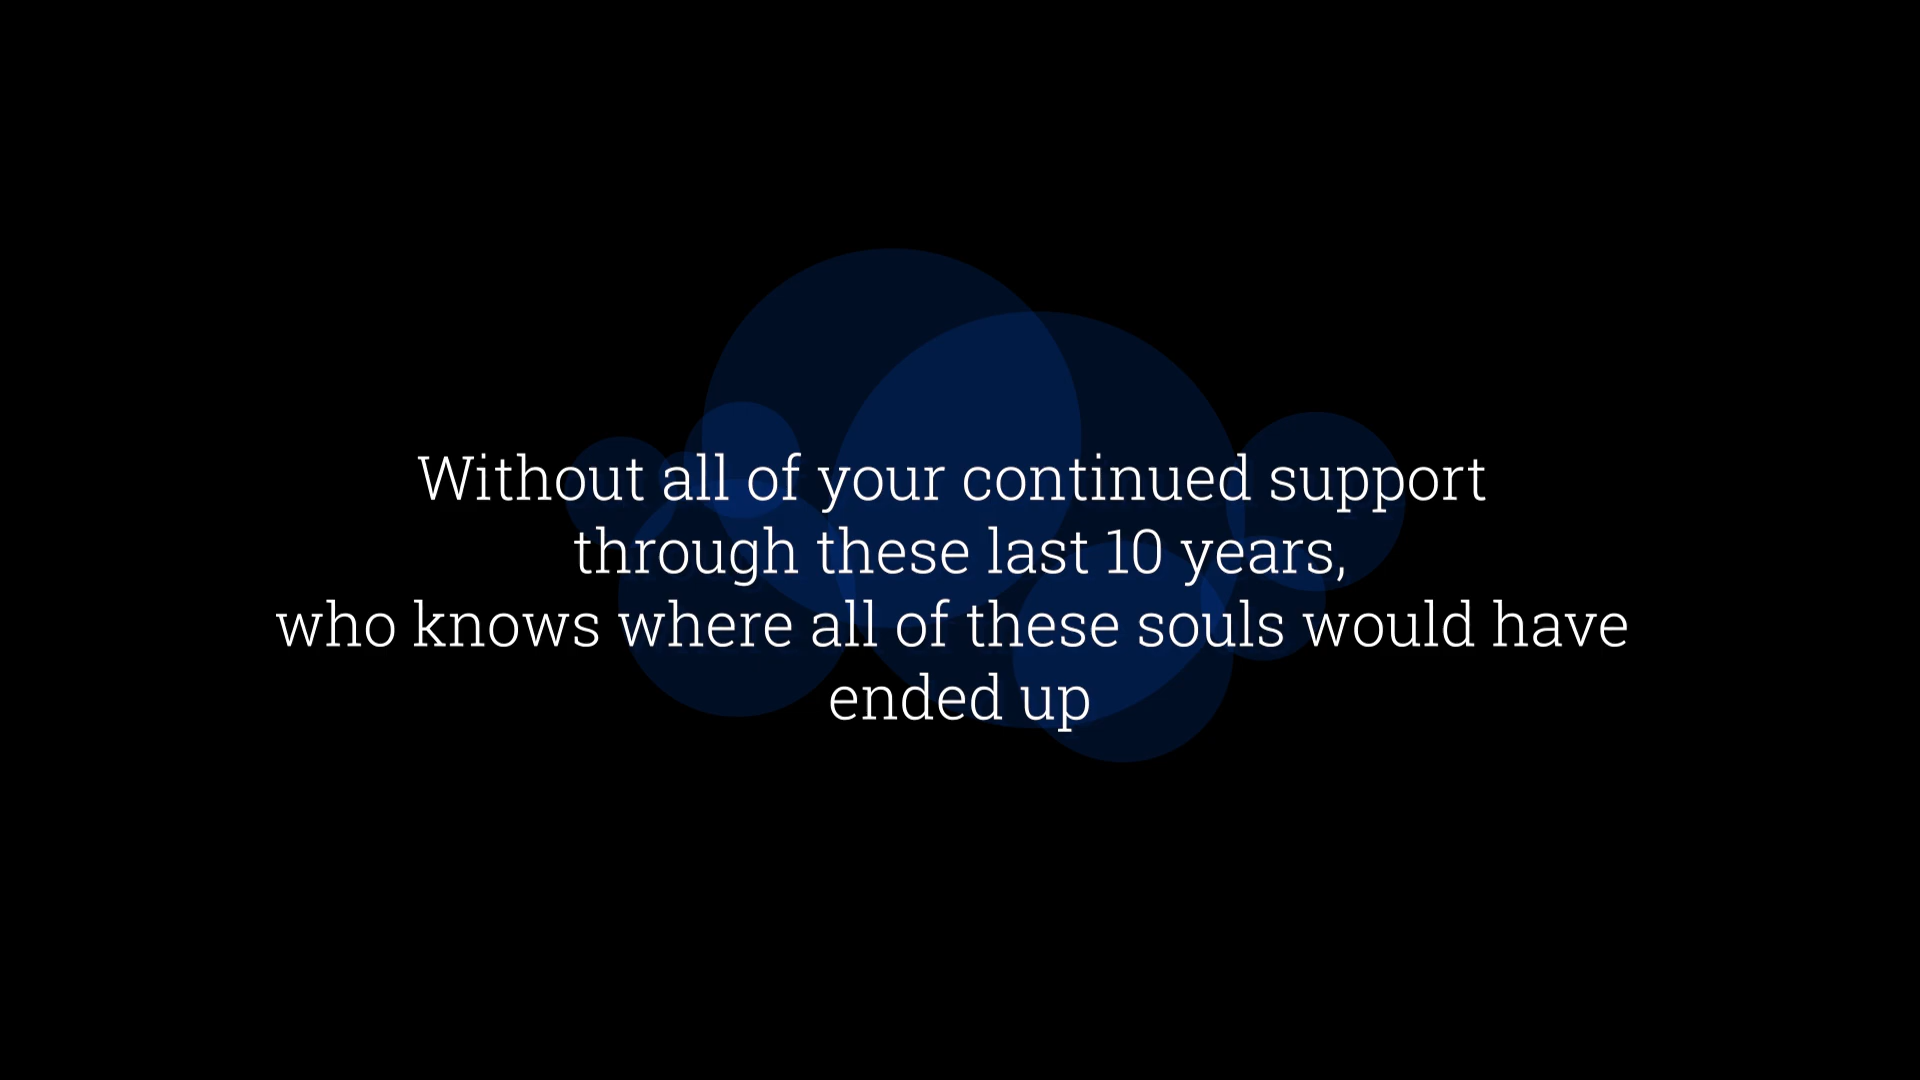 Without all of your continued support
through these last 10 years,
who knows where all of these souls would have
ended up